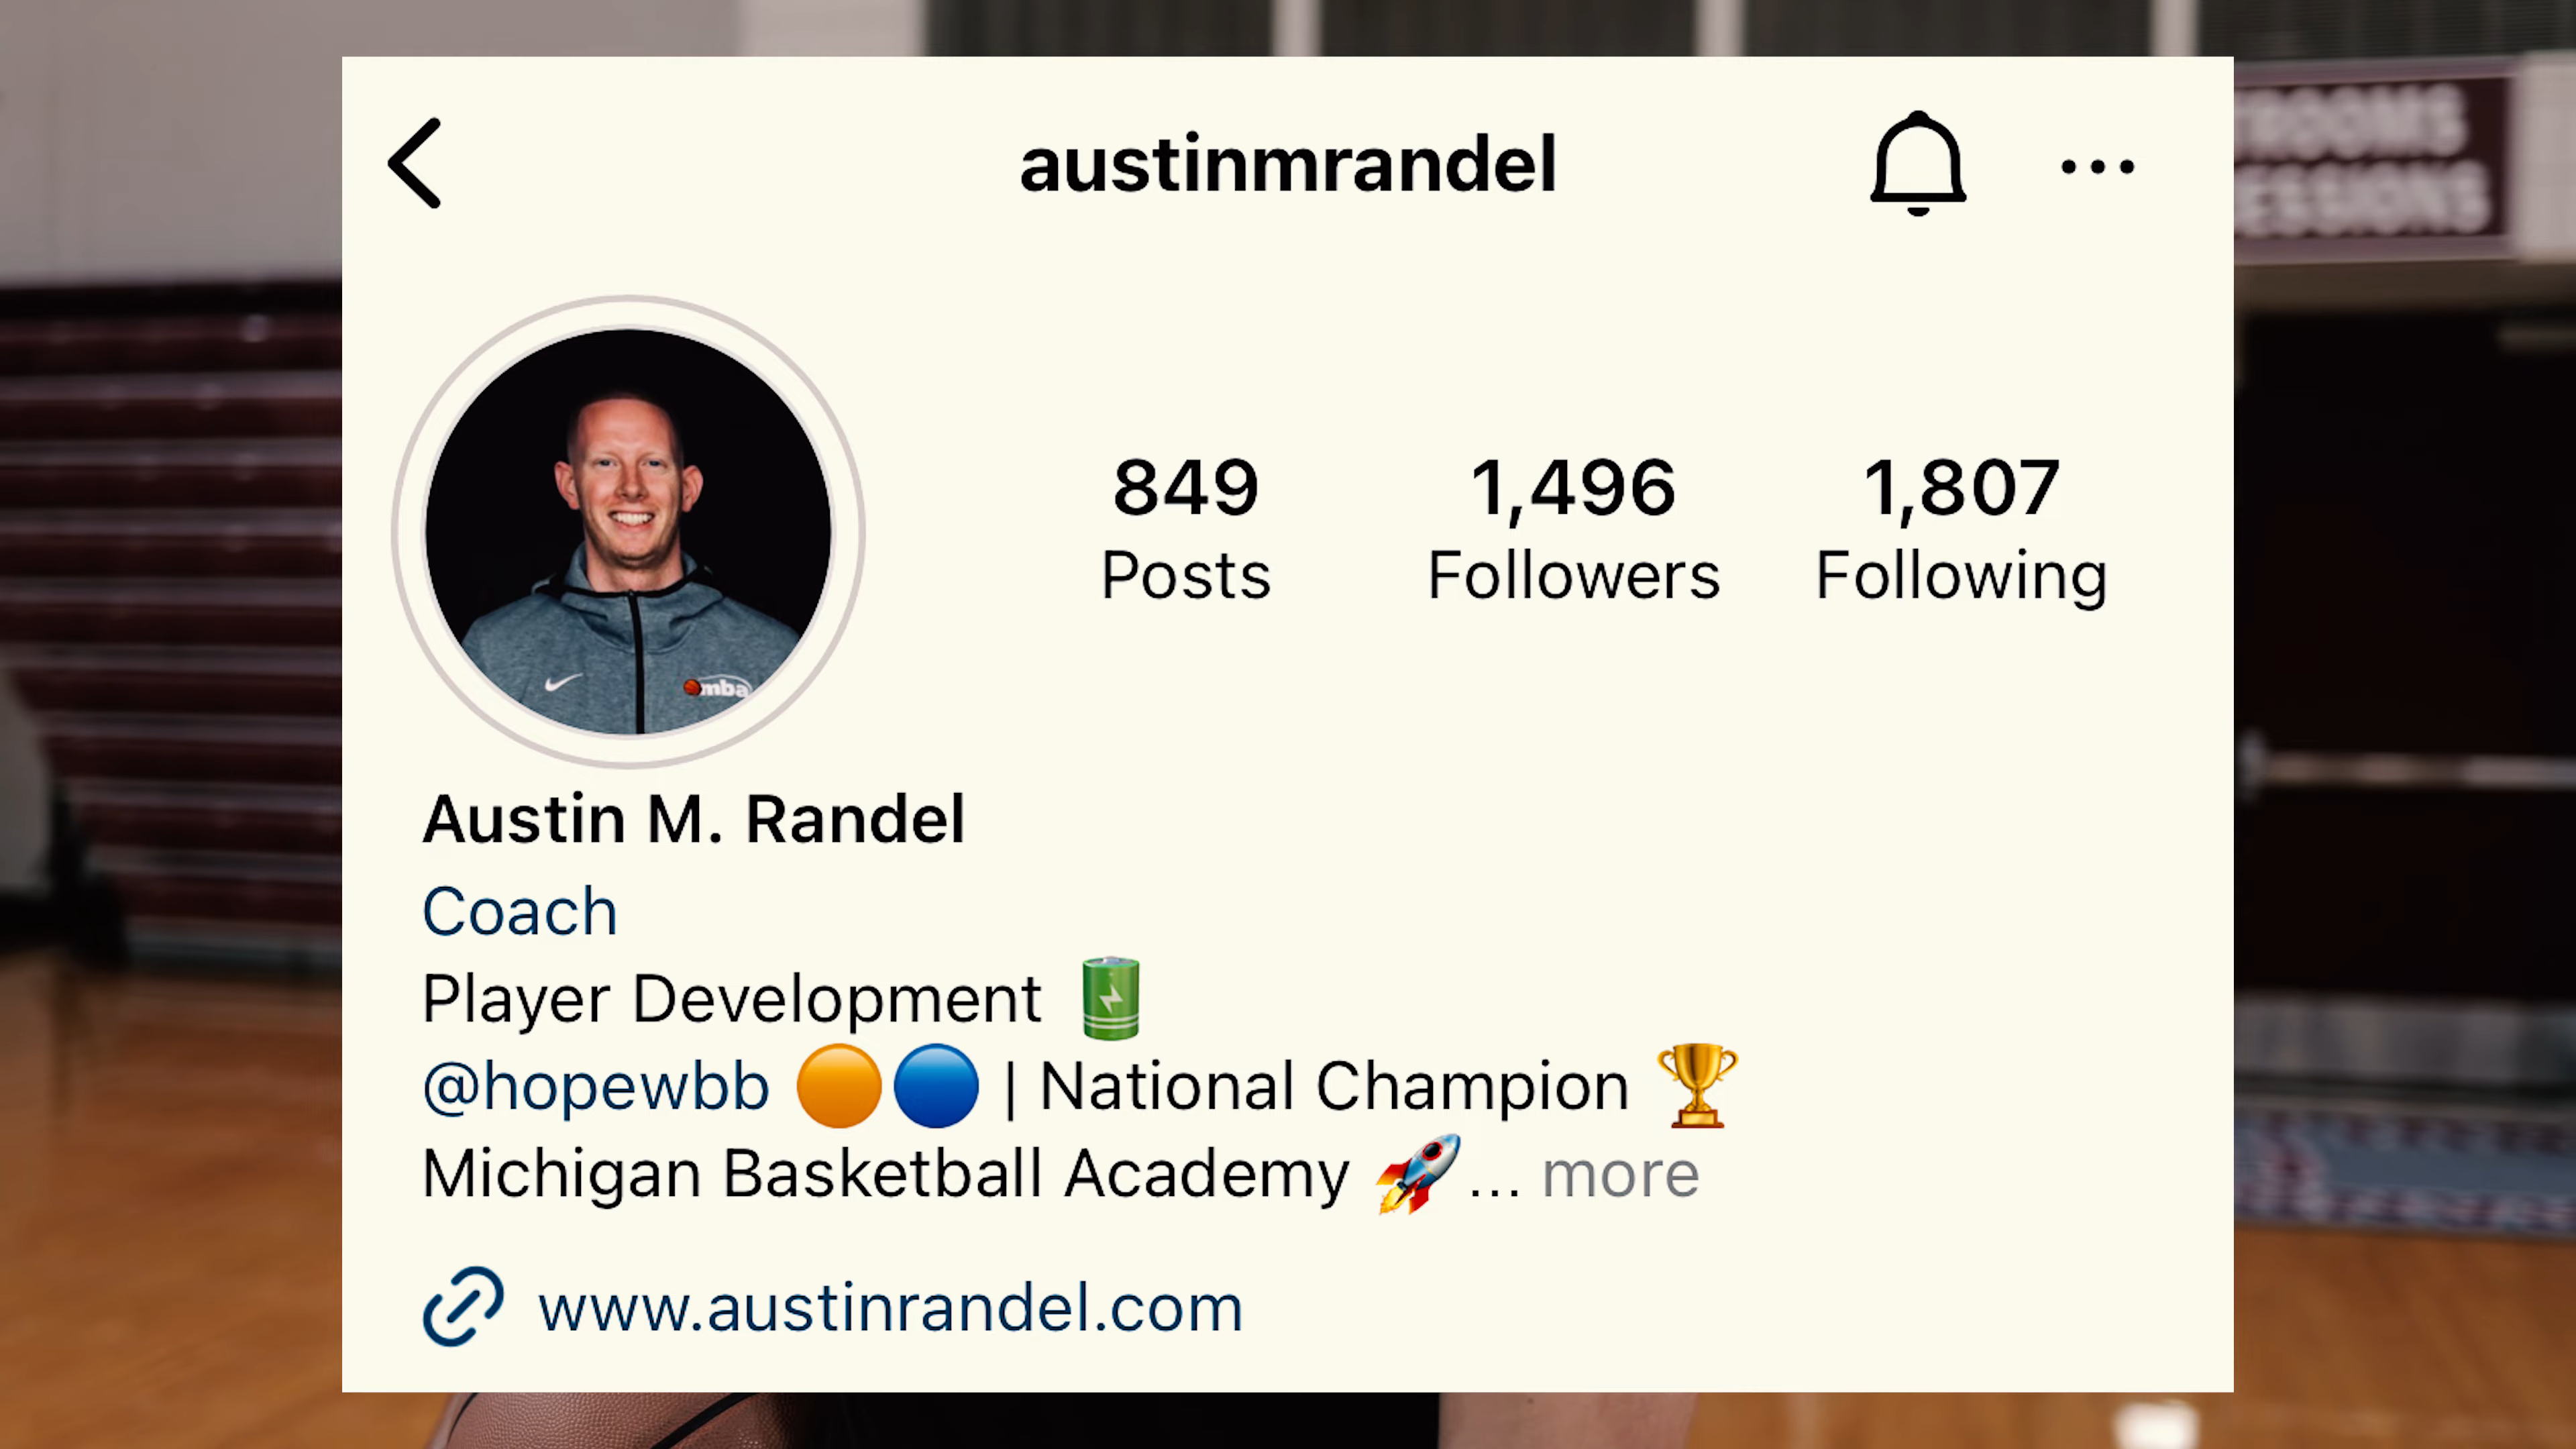 austinmrandel
849 1,496 1,807
Posts Followers Following
mba
Austin M. Randel
Coach
Player Development 🔋
@hopewbb 🟠🔵 | National Champion 🏆
Michigan Basketball Academy 🚀... more
www.austinrandel.com